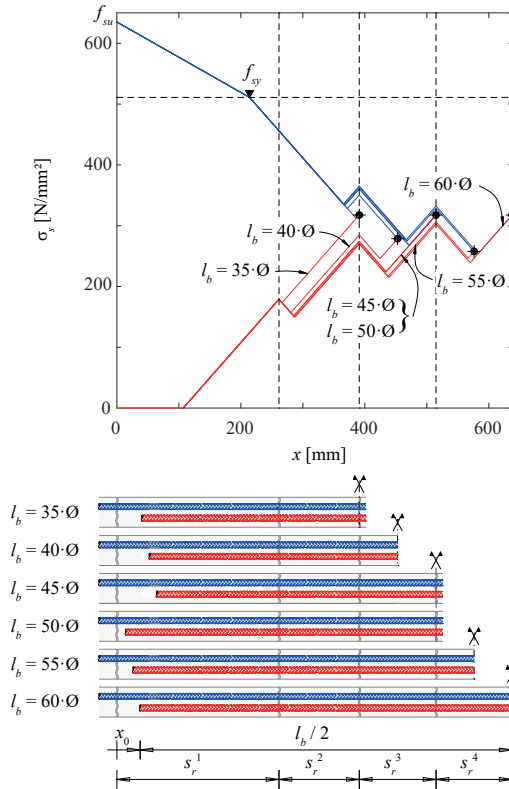 f_su
600
f_sy
400
σ_s [N/mm²]
l_b = 60·Ø
l_b = 40·Ø
l_b = 35·Ø
l_b = 55·Ø
200
l_b = 45·Ø
l_b = 50·Ø
0
0 200 400 600
x [mm]
l_b = 35·Ø
l_b = 40·Ø
l_b = 45·Ø
l_b = 50·Ø
l_b = 55·Ø
l_b = 60·Ø
x_0 l_b / 2
s_r^1 s_r^2 s_r^3 s_r^4